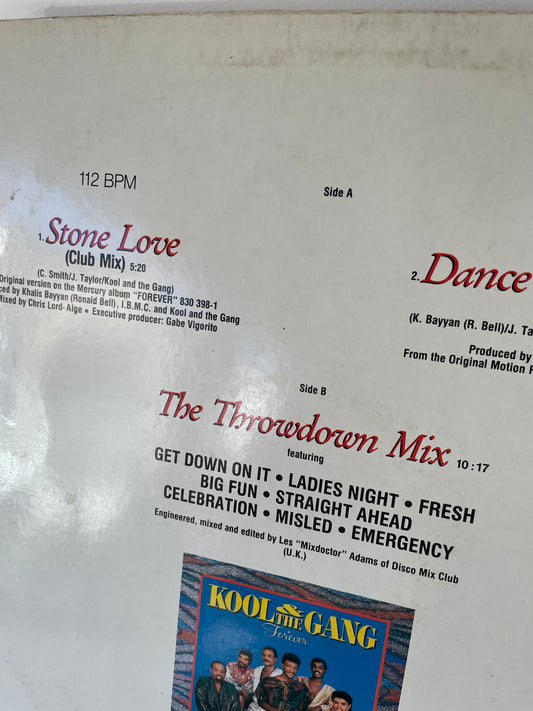 112 BPM
Side A
1. Stone Love
(Club Mix) 5:20
(C. Smith/J. Taylor/Kool and the Gang)
Original version on the Mercury album "FOREVER" 830 398-1
ced by Khalis Bayyan (Ronald Bell), I.B.M.C. and Kool and the Gang
Mixed by Chris Lord-Alge • Executive producer: Gabe Vigorito
2. Dance
(K. Bayyan (R. Bell)/J. Ta
Produced by
From the Original Motion P
Side B
The Throwdown Mix 10:17
featuring
GET DOWN ON IT • LADIES NIGHT • FRESH
BIG FUN • STRAIGHT AHEAD
CELEBRATION • MISLED • EMERGENCY
Engineered, mixed and edited by Les "Mixdoctor" Adams of Disco Mix Club
(U.K.)
KOOL &
THE GANG
Forever